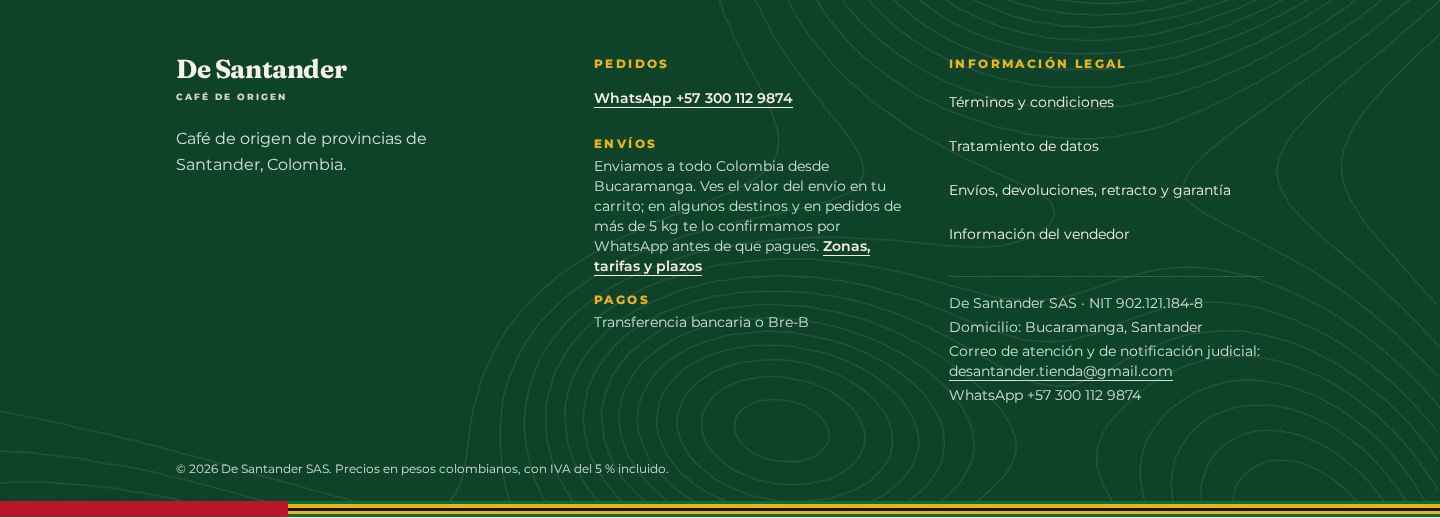 De Santander
CAFÉ DE ORIGEN
Café de origen de provincias de
Santander, Colombia.
PEDIDOS
WhatsApp +57 300 112 9874
ENVÍOS
Enviamos a todo Colombia desde
Bucaramanga. Ves el valor del envío en tu
carrito; en algunos destinos y en pedidos de
más de 5 kg te lo confirmamos por
WhatsApp antes de que pagues. Zonas,
tarifas y plazos
PAGOS
Transferencia bancaria o Bre-B
INFORMACIÓN LEGAL
Términos y condiciones
Tratamiento de datos
Envíos, devoluciones, retracto y garantía
Información del vendedor
De Santander SAS · NIT 902.121.184-8
Domicilio: Bucaramanga, Santander
Correo de atención y de notificación judicial:
desantander.tienda@gmail.com
WhatsApp +57 300 112 9874
© 2026 De Santander SAS. Precios en pesos colombianos, con IVA del 5 % incluido.